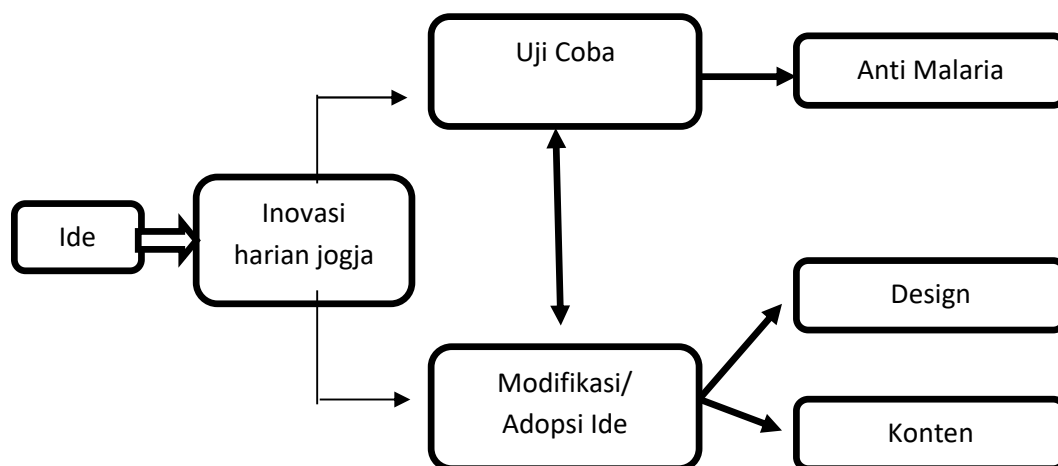 Uji Coba
Anti Malaria
Ide
Inovasi
harian jogja
Design
Modifikasi/
Adopsi Ide
Konten